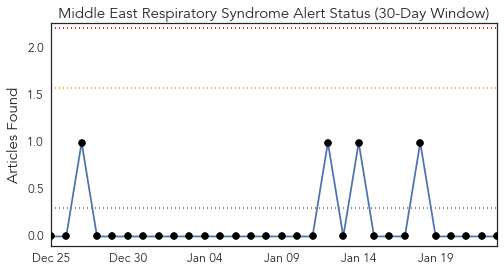 Middle East Respiratory Syndrome Alert Status (30-Day Window)
Articles Found
2.0
1.5
1.0
0.5
0.0
Dec 25 Dec 30 Jan 04 Jan 09 Jan 14 Jan 19